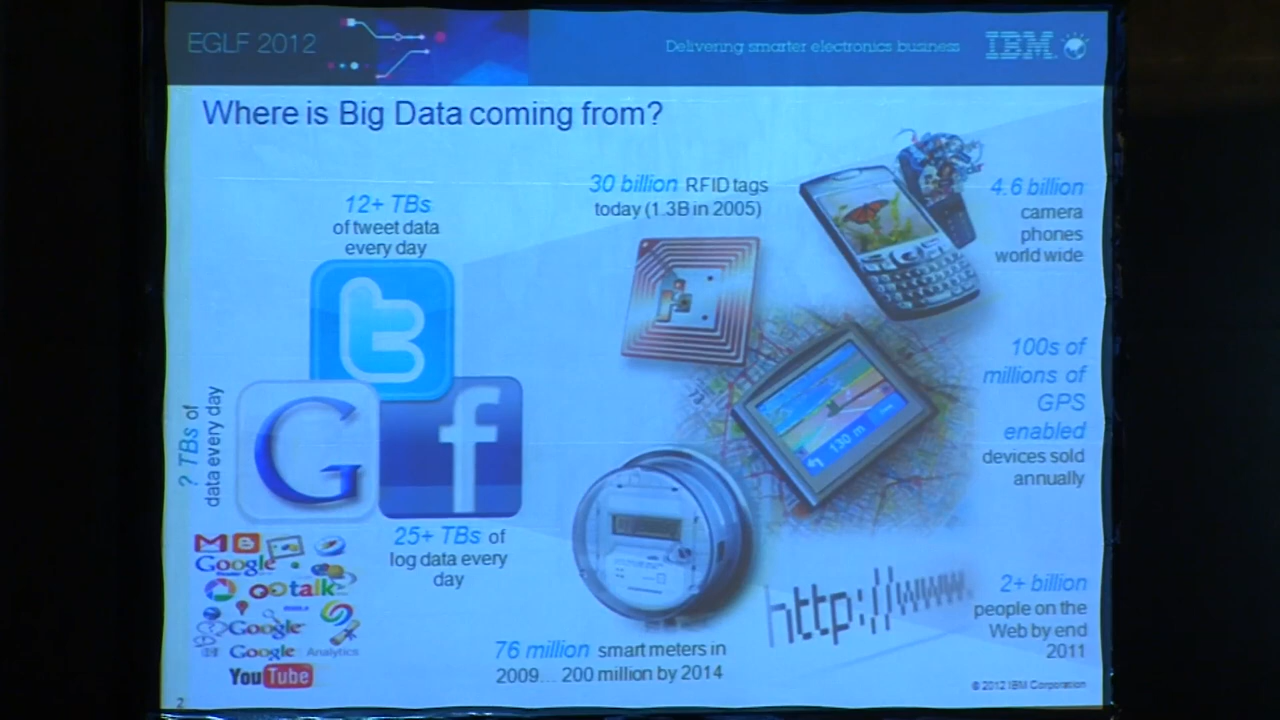 EGLF 2012
Delivering smarter electronics business
IBM
Where is Big Data coming from?
12+ TBs
of tweet data
every day
30 billion RFID tags
today (1.3B in 2005)
4.6 billion
camera
phones
world wide
100s of
millions of
GPS
enabled
devices sold
annually
130 m
? TBs of
data every day
G
f
t
25+ TBs of
log data every
day
Google
talk
Google
Google Analytics
YouTube
76 million smart meters in
2009... 200 million by 2014
http://www.
2+ billion
people on the
Web by end
2011
© 2012 IBM Corporation
2